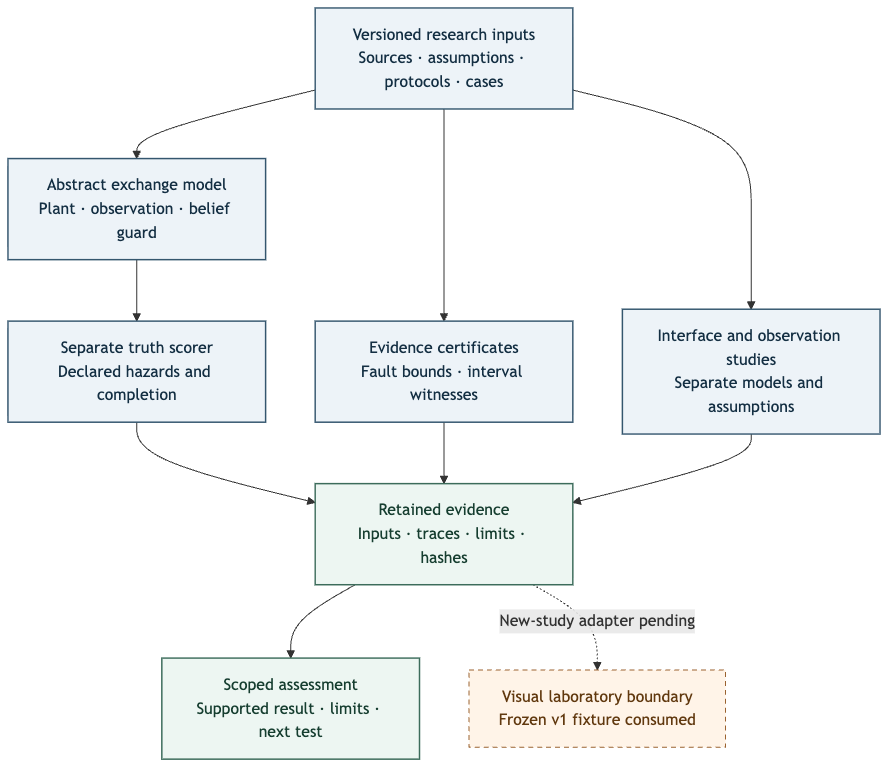 Versioned research inputs
Sources · assumptions ·
protocols · cases
Abstract exchange model
Plant · observation · belief
guard
Separate truth scorer
Declared hazards and
completion
Evidence certificates
Fault bounds · interval
witnesses
Interface and observation
studies
Separate models and
assumptions
Retained evidence
Inputs · traces · limits ·
hashes
New-study adapter pending
Scoped assessment
Supported result · limits ·
next test
Visual laboratory boundary
Frozen v1 fixture consumed